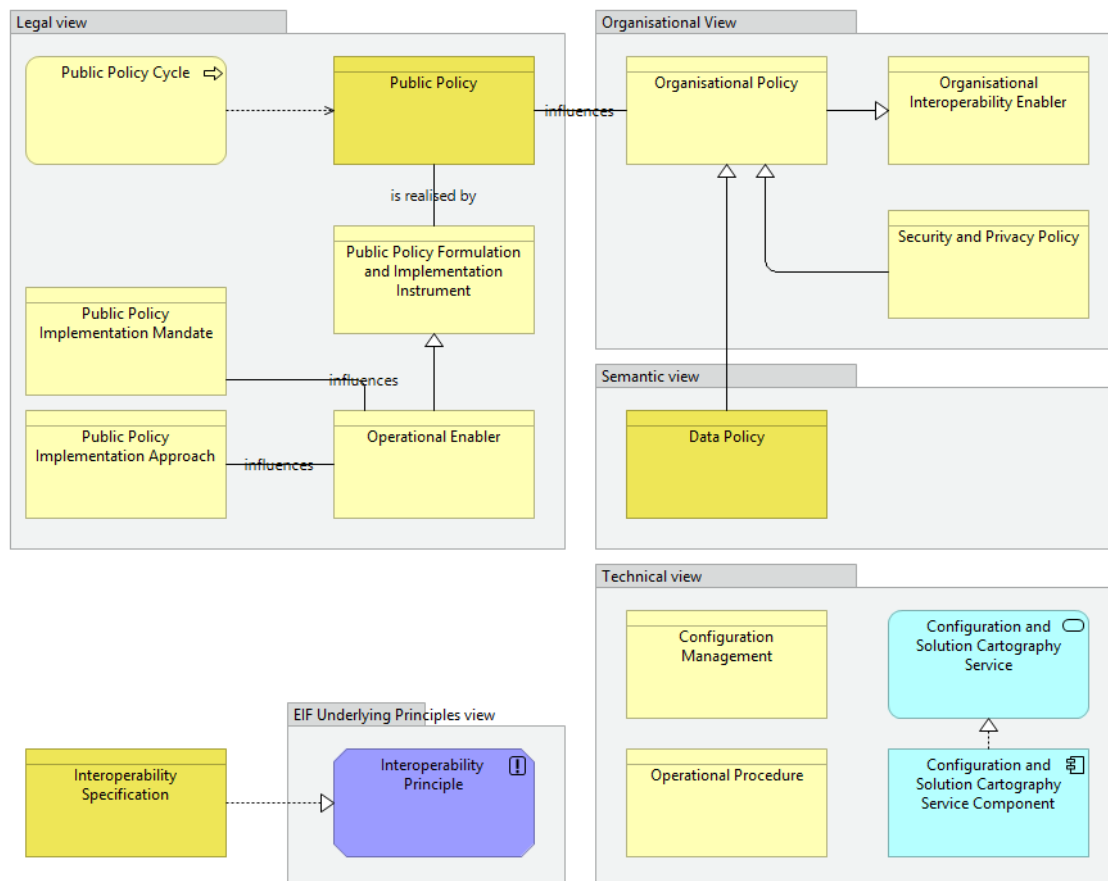 Legal view
Public Policy Cycle
Public Policy
influences
is realised by
Public Policy Formulation
and Implementation
Instrument
Public Policy
Implementation Mandate
influences
Public Policy
Implementation Approach
influences
Operational Enabler
Organisational View
Organisational Policy
Organisational
Interoperability Enabler
Security and Privacy Policy
Semantic view
Data Policy
Technical view
Configuration
Management
Configuration and
Solution Cartography
Service
Operational Procedure
Configuration and
Solution Cartography
Service Component
EIF Underlying Principles view
Interoperability
Specification
Interoperability
Principle